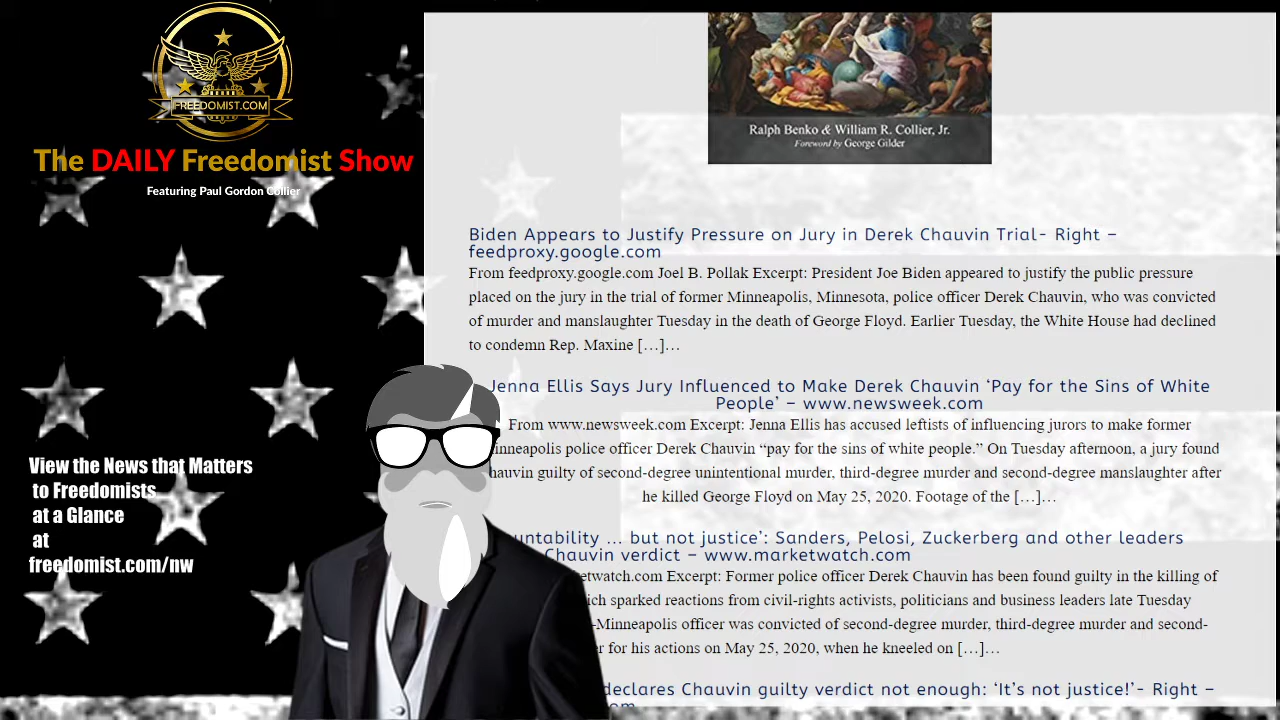 FREEDOMIST.COM
The DAILY Freedomist Show
Featuring Paul Gordon Collier
View the News that Matters
to Freedomists
at a Glance
at
freedomist.com/nw
Ralph Benko & William R. Collier, Jr.
Foreword by George Gilder
Biden Appears to Justify Pressure on Jury in Derek Chauvin Trial- Right –
feedproxy.google.com
From feedproxy.google.com Joel B. Pollak Excerpt: President Joe Biden appeared to justify the public pressure
placed on the jury in the trial of former Minneapolis, Minnesota, police officer Derek Chauvin, who was convicted
of murder and manslaughter Tuesday in the death of George Floyd. Earlier Tuesday, the White House had declined
to condemn Rep. Maxine […]…
Jenna Ellis Says Jury Influenced to Make Derek Chauvin ‘Pay for the Sins of White
People’ – www.newsweek.com
From www.newsweek.com Excerpt: Jenna Ellis has accused leftists of influencing jurors to make former
inneapolis police officer Derek Chauvin “pay for the sins of white people.” On Tuesday afternoon, a jury found
hauvin guilty of second-degree unintentional murder, third-degree murder and second-degree manslaughter after
he killed George Floyd on May 25, 2020. Footage of the […]…
untability … but not justice’: Sanders, Pelosi, Zuckerberg and other leaders
Chauvin verdict – www.marketwatch.com
etwatch.com Excerpt: Former police officer Derek Chauvin has been found guilty in the killing of
ich sparked reactions from civil-rights activists, politicians and business leaders late Tuesday
-Minneapolis officer was convicted of second-degree murder, third-degree murder and second-
r for his actions on May 25, 2020, when he kneeled on […]…
declares Chauvin guilty verdict not enough: ‘It’s not justice!’- Right –